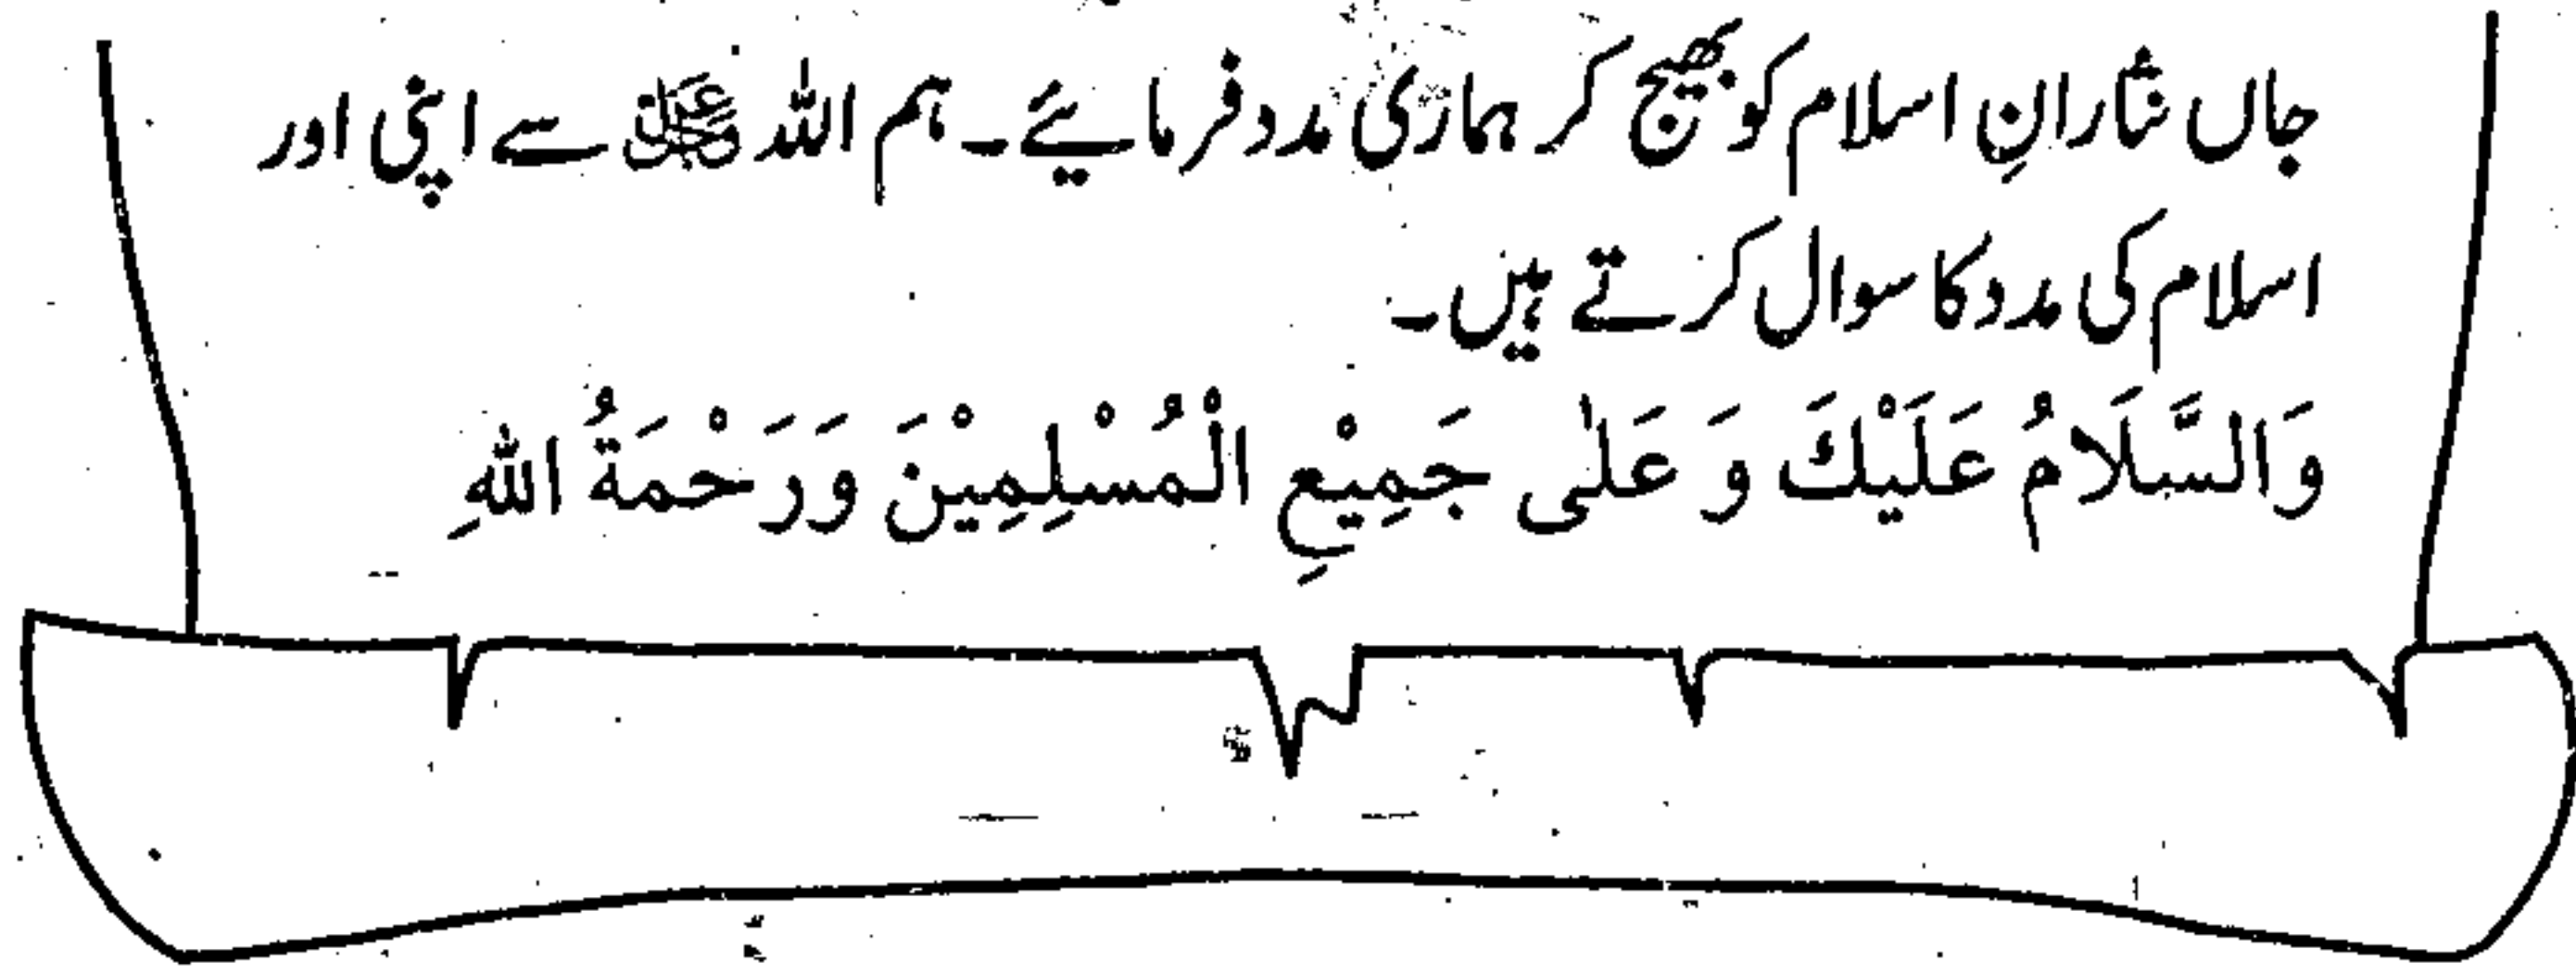 جاں نثارانِ اسلام کو بھیج کر ہماری مدد فرمایئے۔ ہم اللہ عزوجل سے اپنی اور
اسلام کی مدد کا سوال کرتے ہیں۔
وَالسَّلَامُ عَلَيْكَ وَ عَلٰى جَمِيْعِ الْمُسْلِمِيْنَ وَرَحْمَةُ اللهِ